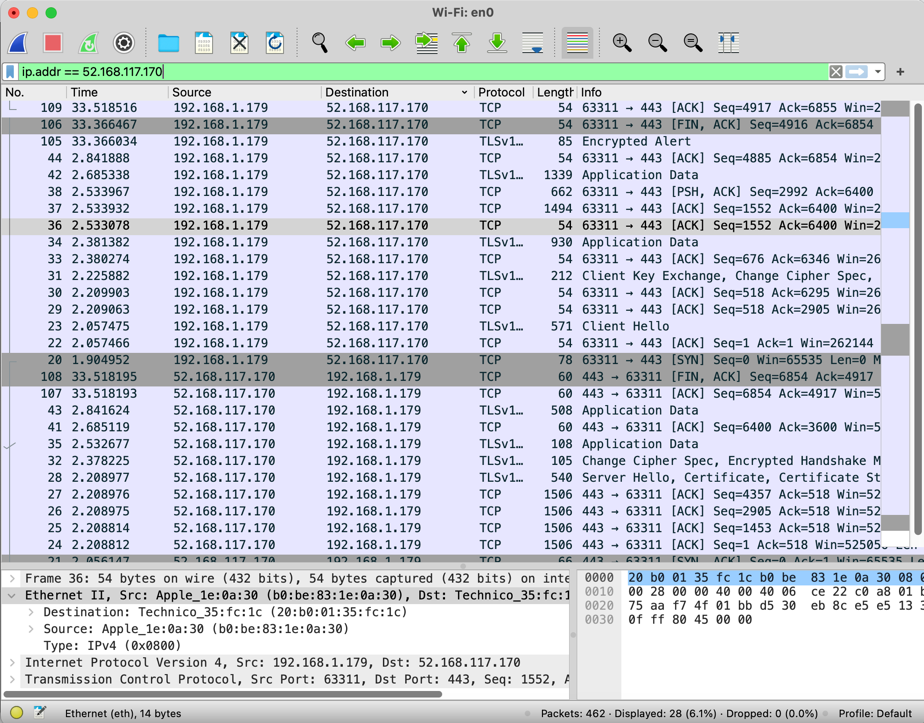 Wi-Fi: en0
ip.addr == 52.168.117.170
No. Time Source Destination Protocol Length Info
109 33.518516 192.168.1.179 52.168.117.170 TCP 54 63311 → 443 [ACK] Seq=4917 Ack=6855 Win=2
106 33.366467 192.168.1.179 52.168.117.170 TCP 54 63311 → 443 [FIN, ACK] Seq=4916 Ack=6854
105 33.366034 192.168.1.179 52.168.117.170 TLSv1… 85 Encrypted Alert
44 2.841888 192.168.1.179 52.168.117.170 TCP 54 63311 → 443 [ACK] Seq=4885 Ack=6854 Win=2
42 2.685338 192.168.1.179 52.168.117.170 TLSv1… 1339 Application Data
38 2.533967 192.168.1.179 52.168.117.170 TCP 662 63311 → 443 [PSH, ACK] Seq=2992 Ack=6400
37 2.533932 192.168.1.179 52.168.117.170 TCP 1494 63311 → 443 [ACK] Seq=1552 Ack=6400 Win=2
36 2.533078 192.168.1.179 52.168.117.170 TCP 54 63311 → 443 [ACK] Seq=1552 Ack=6400 Win=2
34 2.381382 192.168.1.179 52.168.117.170 TLSv1… 930 Application Data
33 2.380274 192.168.1.179 52.168.117.170 TCP 54 63311 → 443 [ACK] Seq=676 Ack=6346 Win=26
31 2.225882 192.168.1.179 52.168.117.170 TLSv1… 212 Client Key Exchange, Change Cipher Spec,
30 2.209903 192.168.1.179 52.168.117.170 TCP 54 63311 → 443 [ACK] Seq=518 Ack=6295 Win=26
29 2.209063 192.168.1.179 52.168.117.170 TCP 54 63311 → 443 [ACK] Seq=518 Ack=2905 Win=26
23 2.057475 192.168.1.179 52.168.117.170 TLSv1… 571 Client Hello
22 2.057466 192.168.1.179 52.168.117.170 TCP 54 63311 → 443 [ACK] Seq=1 Ack=1 Win=262144
20 1.904952 192.168.1.179 52.168.117.170 TCP 78 63311 → 443 [SYN] Seq=0 Win=65535 Len=0 M
108 33.518195 52.168.117.170 192.168.1.179 TCP 60 443 → 63311 [FIN, ACK] Seq=6854 Ack=4917
107 33.518193 52.168.117.170 192.168.1.179 TCP 60 443 → 63311 [ACK] Seq=6854 Ack=4917 Win=5
43 2.841624 52.168.117.170 192.168.1.179 TLSv1… 508 Application Data
41 2.685119 52.168.117.170 192.168.1.179 TCP 60 443 → 63311 [ACK] Seq=6400 Ack=3600 Win=5
35 2.532677 52.168.117.170 192.168.1.179 TLSv1… 108 Application Data
32 2.378225 52.168.117.170 192.168.1.179 TLSv1… 105 Change Cipher Spec, Encrypted Handshake M
28 2.208977 52.168.117.170 192.168.1.179 TLSv1… 540 Server Hello, Certificate, Certificate St
27 2.208976 52.168.117.170 192.168.1.179 TCP 1506 443 → 63311 [ACK] Seq=4357 Ack=518 Win=52
26 2.208975 52.168.117.170 192.168.1.179 TCP 1506 443 → 63311 [ACK] Seq=2905 Ack=518 Win=52
25 2.208814 52.168.117.170 192.168.1.179 TCP 1506 443 → 63311 [ACK] Seq=1453 Ack=518 Win=52
24 2.208812 52.168.117.170 192.168.1.179 TCP 1506 443 → 63311 [ACK] Seq=1 Ack=518 Win=525056 Len
21 2.056147 52.168.117.170 192.168.1.179 TCP 66 443 → 63311 [SYN, ACK] Seq=0 Ack=1 Win=65535 Len
Frame 36: 54 bytes on wire (432 bits), 54 bytes captured (432 bits) on inte
Ethernet II, Src: Apple_1e:0a:30 (b0:be:83:1e:0a:30), Dst: Technico_35:fc:1
Destination: Technico_35:fc:1c (20:b0:01:35:fc:1c)
Source: Apple_1e:0a:30 (b0:be:83:1e:0a:30)
Type: IPv4 (0x0800)
Internet Protocol Version 4, Src: 192.168.1.179, Dst: 52.168.117.170
Transmission Control Protocol, Src Port: 63311, Dst Port: 443, Seq: 1552, A
0000 20 b0 01 35 fc 1c b0 be 83 1e 0a 30 08 0
0010 00 28 00 00 40 00 40 06 ce 22 c0 a8 01 b
0020 75 aa f7 4f 01 bb d5 30 eb 8c e5 e5 13 3
0030 0f ff 80 45 00 00
Ethernet (eth), 14 bytes
Packets: 462 · Displayed: 28 (6.1%) · Dropped: 0 (0.0%)
Profile: Default